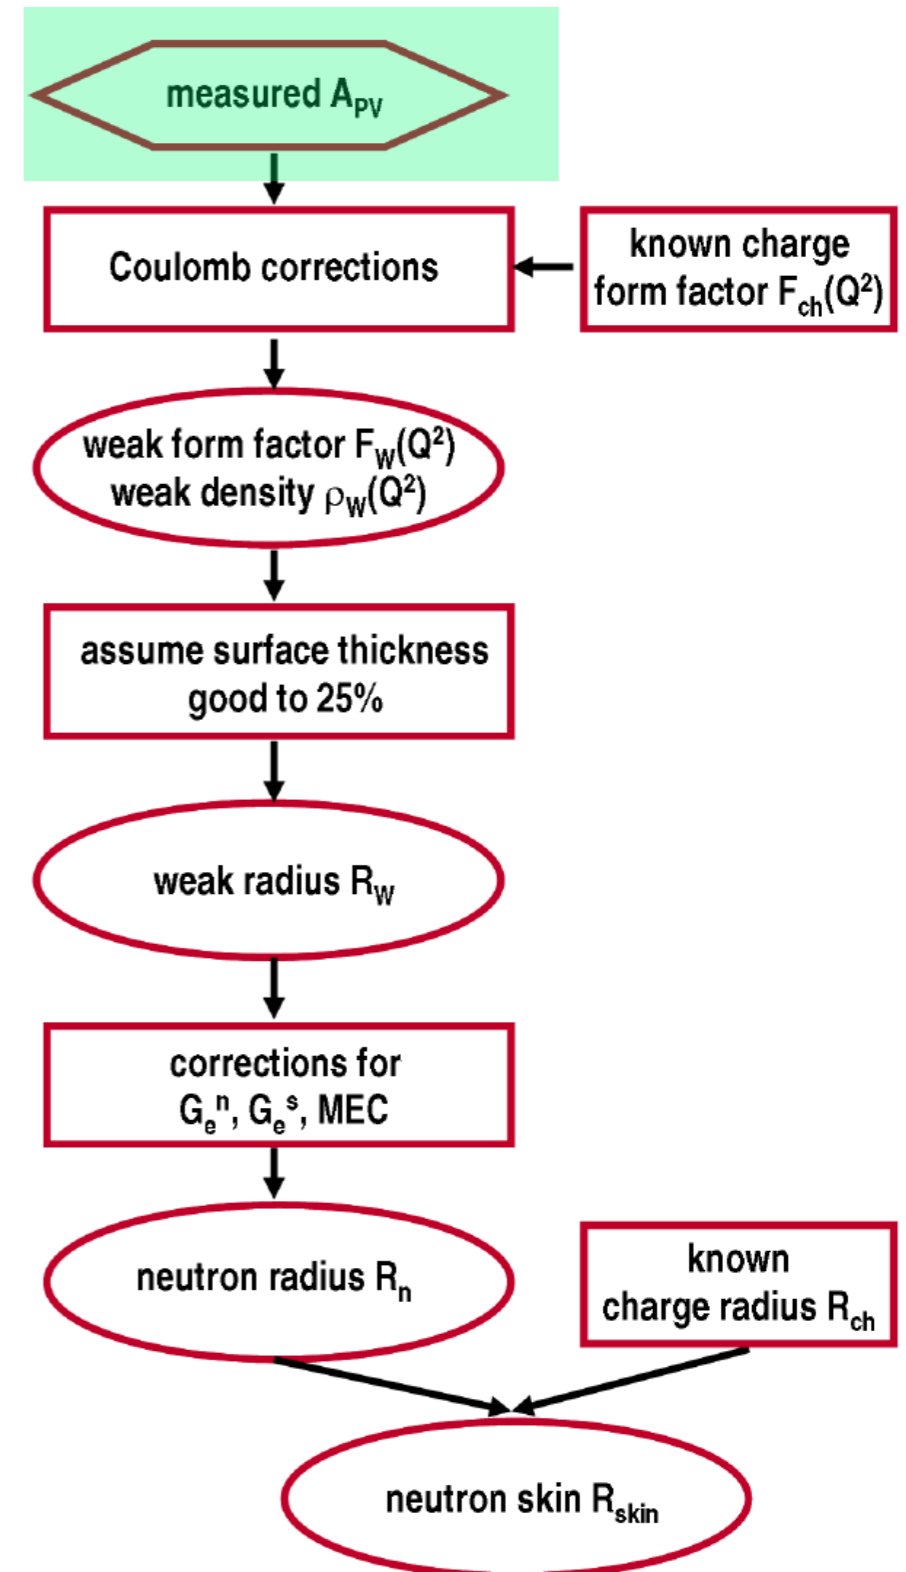 measured A_PV
Coulomb corrections
known charge
form factor F_ch(Q²)
weak form factor F_W(Q²)
weak density ρ_W(Q²)
assume surface thickness
good to 25%
weak radius R_W
corrections for
G_e^n, G_e^s, MEC
neutron radius R_n
known
charge radius R_ch
neutron skin R_skin